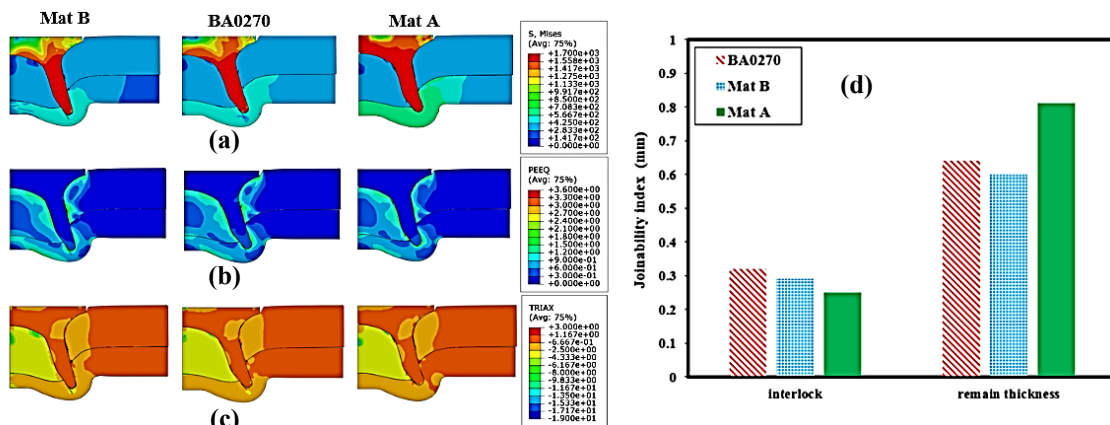 Mat B
BA0270
Mat A
S, Mises
(Avg: 75%)
+1.700e+03
+1.558e+03
+1.417e+03
+1.275e+03
+1.133e+03
+9.917e+02
+8.500e+02
+7.083e+02
+5.667e+02
+4.250e+02
+2.833e+02
+1.417e+02
+0.000e+00
(a)
PEEQ
(Avg: 75%)
+3.600e+00
+3.300e+00
+3.000e+00
+2.700e+00
+2.400e+00
+2.100e+00
+1.800e+00
+1.500e+00
+1.200e+00
+9.000e-01
+6.000e-01
+3.000e-01
+0.000e+00
(b)
TRIAX
(Avg: 75%)
+3.000e+00
+1.167e+00
-6.667e-01
-2.500e+00
-4.333e+00
-6.167e+00
-8.000e+00
-9.833e+00
-1.167e+01
-1.350e+01
-1.533e+01
-1.717e+01
-1.900e+01
(c)
Joinability index (mm)
1
0.9
0.8
0.7
0.6
0.5
0.4
0.3
0.2
0.1
0
BA0270
Mat B
Mat A
(d)
interlock
remain thickness